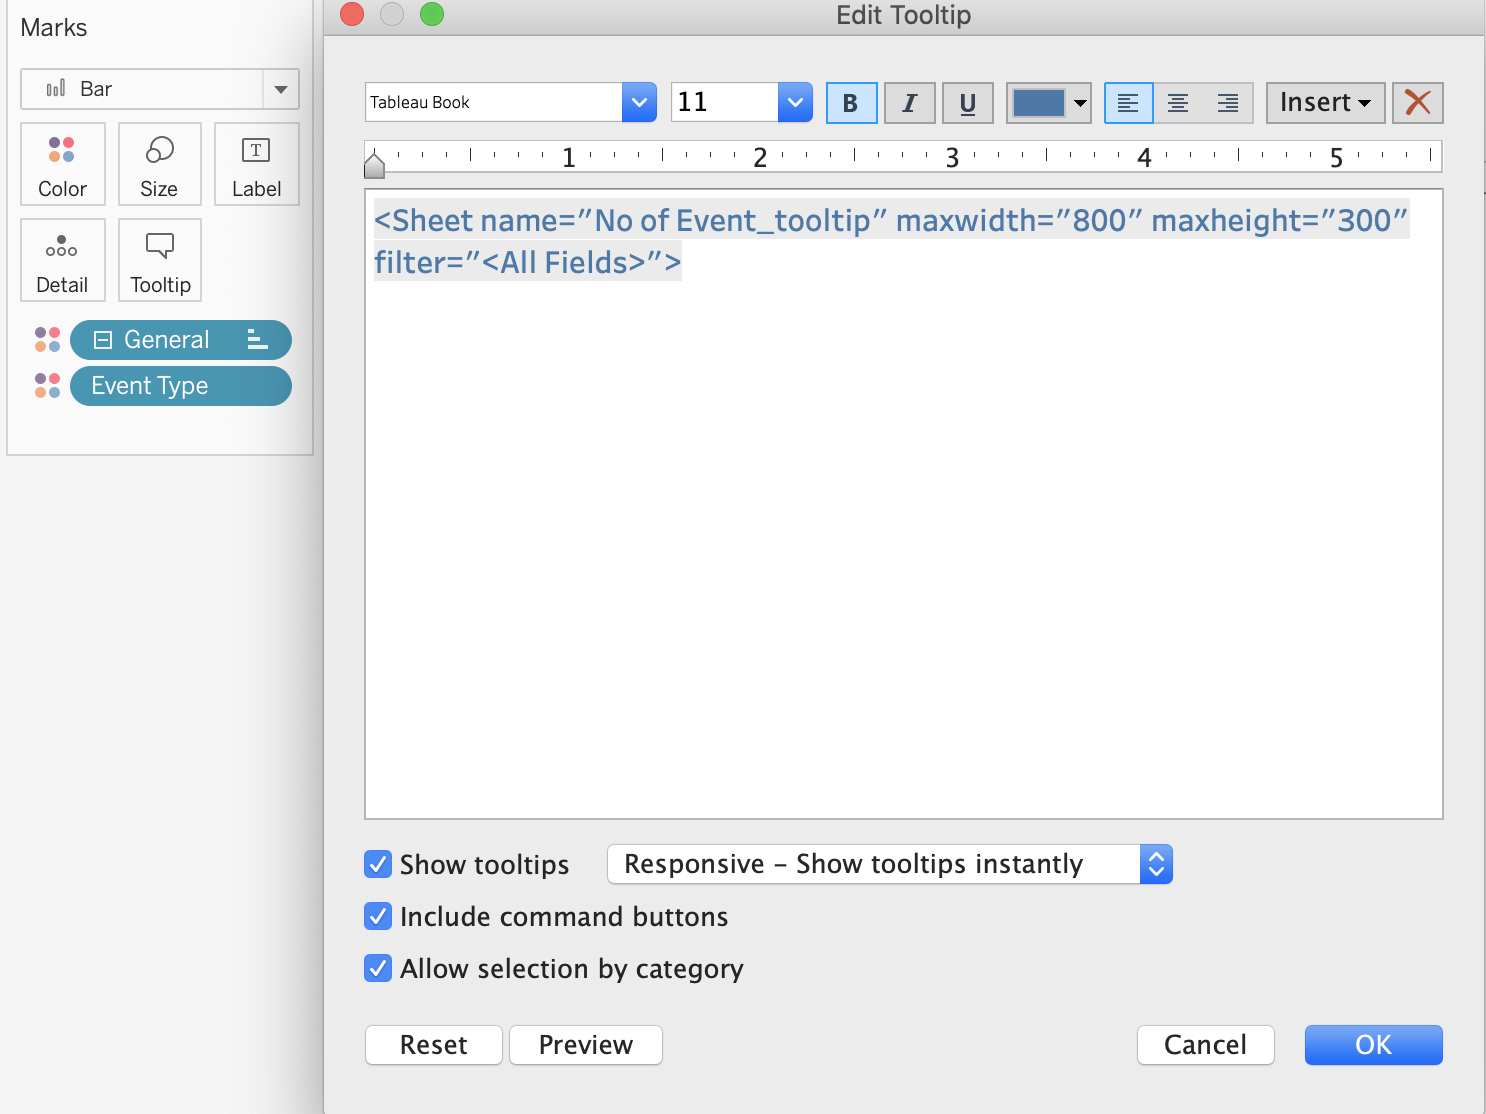 Marks
Bar
Color Size Label
Detail Tooltip
General
Event Type
Edit Tooltip
Tableau Book 11 B I U Insert
1 2 3 4 5
<Sheet name="No of Event_tooltip" maxwidth="800" maxheight="300"
filter="<All Fields>">
Show tooltips Responsive – Show tooltips instantly
Include command buttons
Allow selection by category
Reset Preview Cancel OK